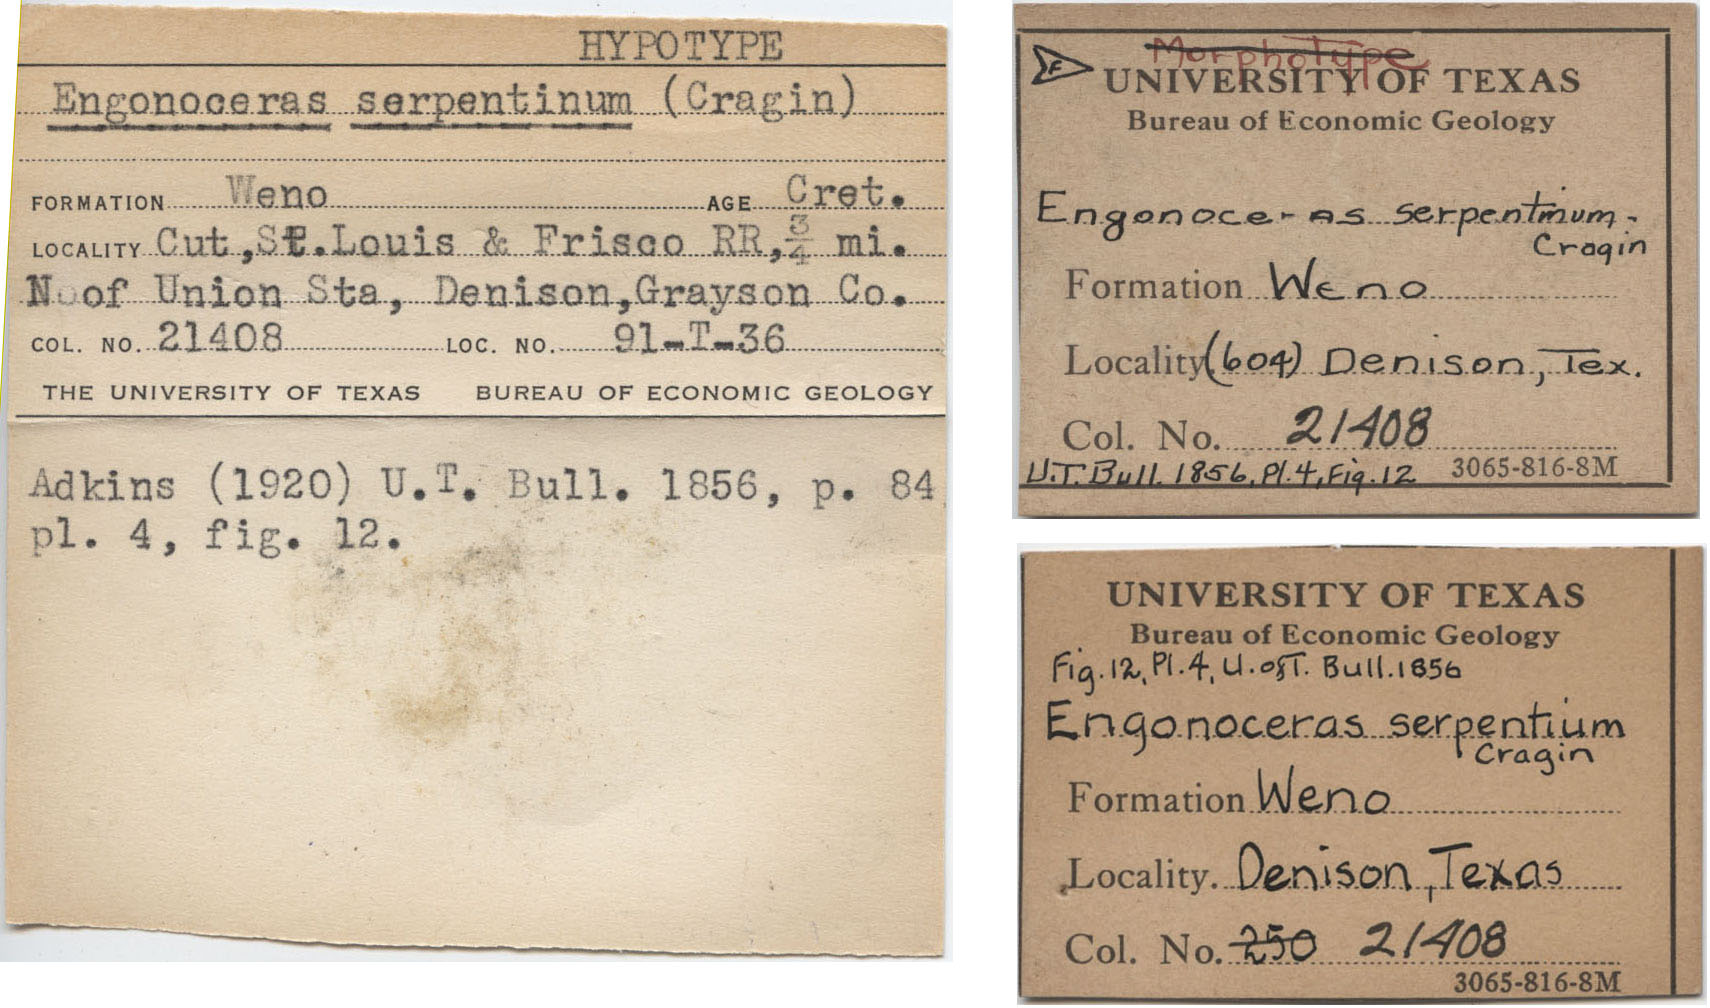 HYPOTYPE
Engonoceras serpentinum (Cragin)
FORMATION Weno AGE Cret.
LOCALITY Cut, St. Louis & Frisco RR, 3/4 mi.
N of Union Sta, Denison, Grayson Co.
COL. NO. 21408 LOC. NO. 91-T-36
THE UNIVERSITY OF TEXAS BUREAU OF ECONOMIC GEOLOGY
Adkins (1920) U.T. Bull. 1856, p. 84
pl. 4, fig. 12.
Morphotype
F
UNIVERSITY OF TEXAS
Bureau of Economic Geology
Engonoceras serpentinum.
Cragin
Formation Weno
Locality (604) Denison, Tex.
Col. No. 21408
U.T. Bull. 1856, Pl. 4, Fig. 12 3065-816-8M
UNIVERSITY OF TEXAS
Bureau of Economic Geology
Fig. 12, Pl. 4, U. of T. Bull. 1856
Engonoceras serpentium
Cragin
Formation Weno
Locality. Denison, Texas
Col. No. 250 21408
3065-816-8M